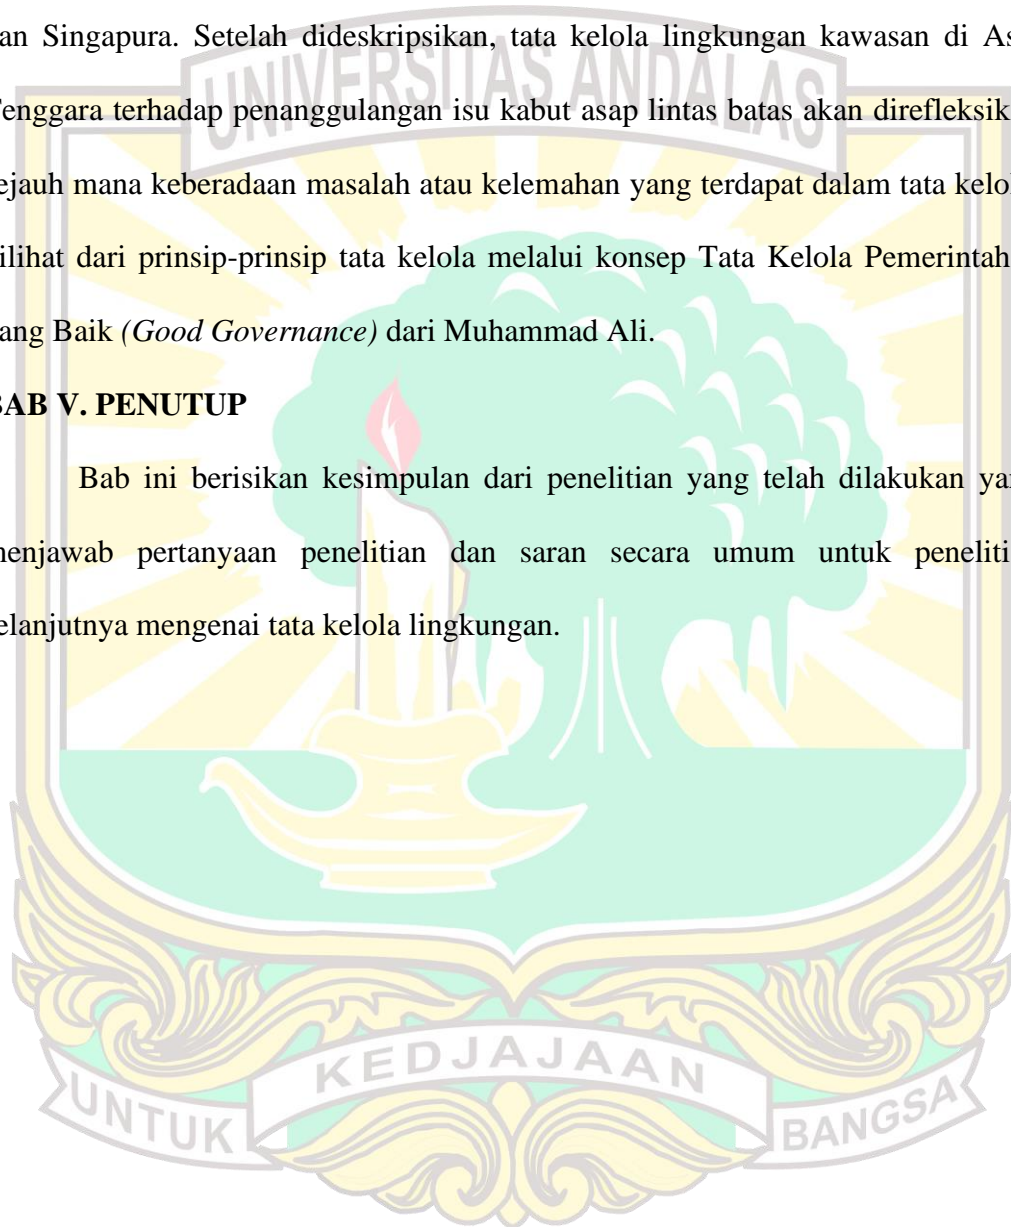 an Singapura. Setelah dideskripsikan, tata kelola lingkungan kawasan di As
UNIVERSITAS ANDALAS
enggara terhadap penanggulangan isu kabut asap lintas batas akan direfleksik
ejauh mana keberadaan masalah atau kelemahan yang terdapat dalam tata kelol
ilihat dari prinsip-prinsip tata kelola melalui konsep Tata Kelola Pemerintah
ang Baik (Good Governance) dari Muhammad Ali.
BAB V. PENUTUP
Bab ini berisikan kesimpulan dari penelitian yang telah dilakukan yan
menjawab pertanyaan penelitian dan saran secara umum untuk peneliti
elanjutnya mengenai tata kelola lingkungan.
UNTUK KEDJAJAAN BANGSA